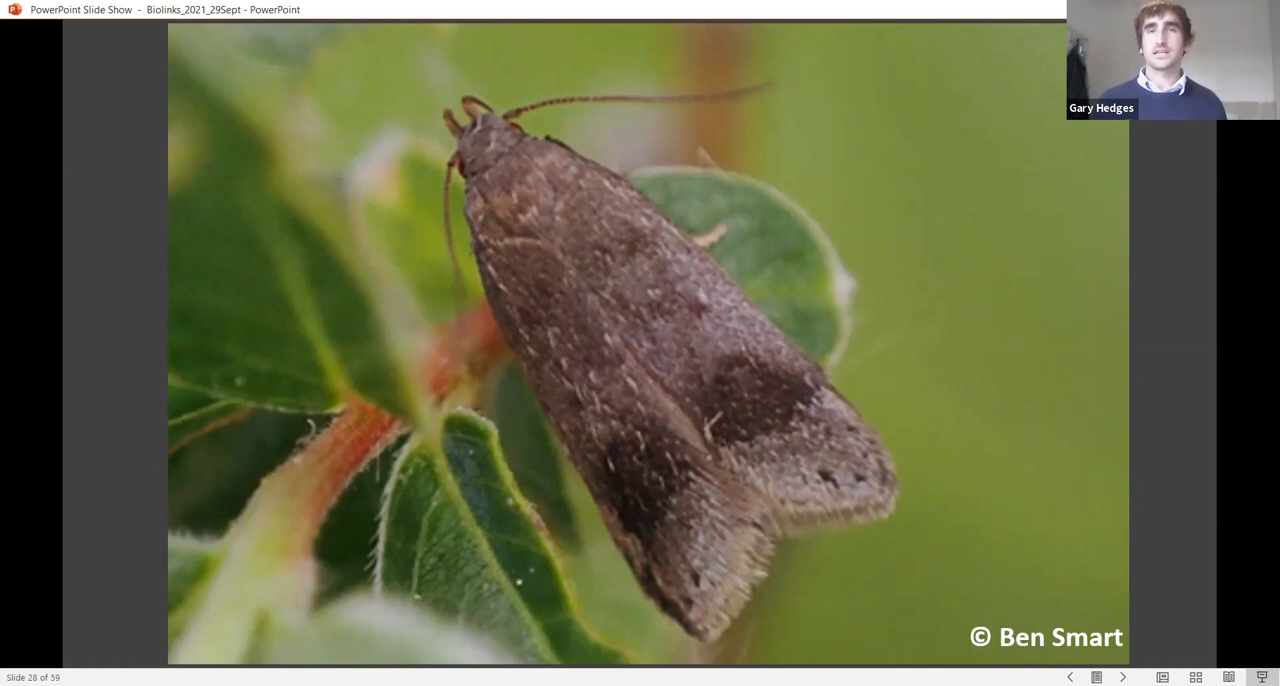 PowerPoint Slide Show - Biolinks_2021_29Sept - PowerPoint
Gary Hedges
© Ben Smart
Slide 28 of 59